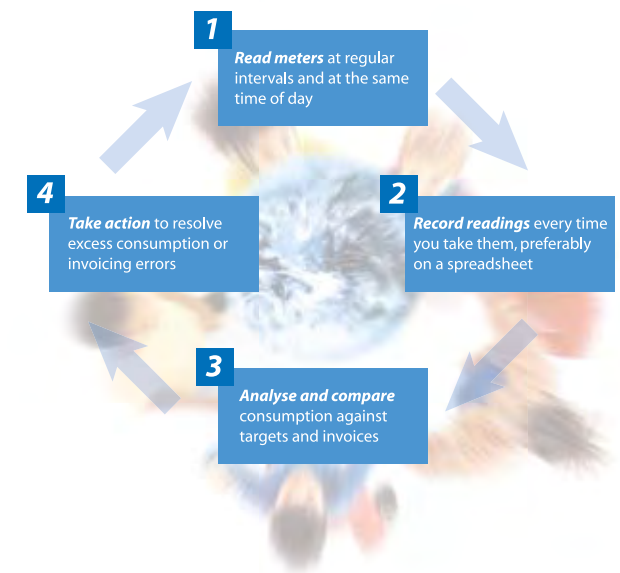 1
Read meters at regular
intervals and at the same
time of day
2
Record readings every time
you take them, preferably
on a spreadsheet
3
Analyse and compare
consumption against
targets and invoices
4
Take action to resolve
excess consumption or
invoicing errors